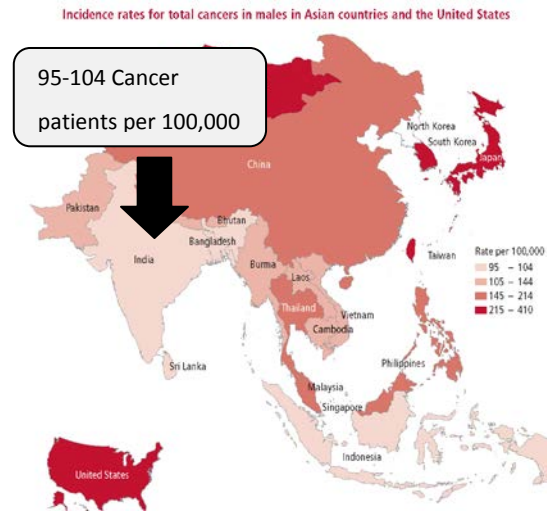 Incidence rates for total cancers in males in Asian countries and the United States
95-104 Cancer
patients per 100,000
North Korea
South Korea
Japan
China
Pakistan
Bhutan
Bangladesh
India
Burma
Laos
Taiwan
Rate per 100,000
95 – 104
105 – 144
145 – 214
215 – 410
Thailand
Vietnam
Cambodia
Sri Lanka
Philippines
Malaysia
Singapore
Indonesia
United States